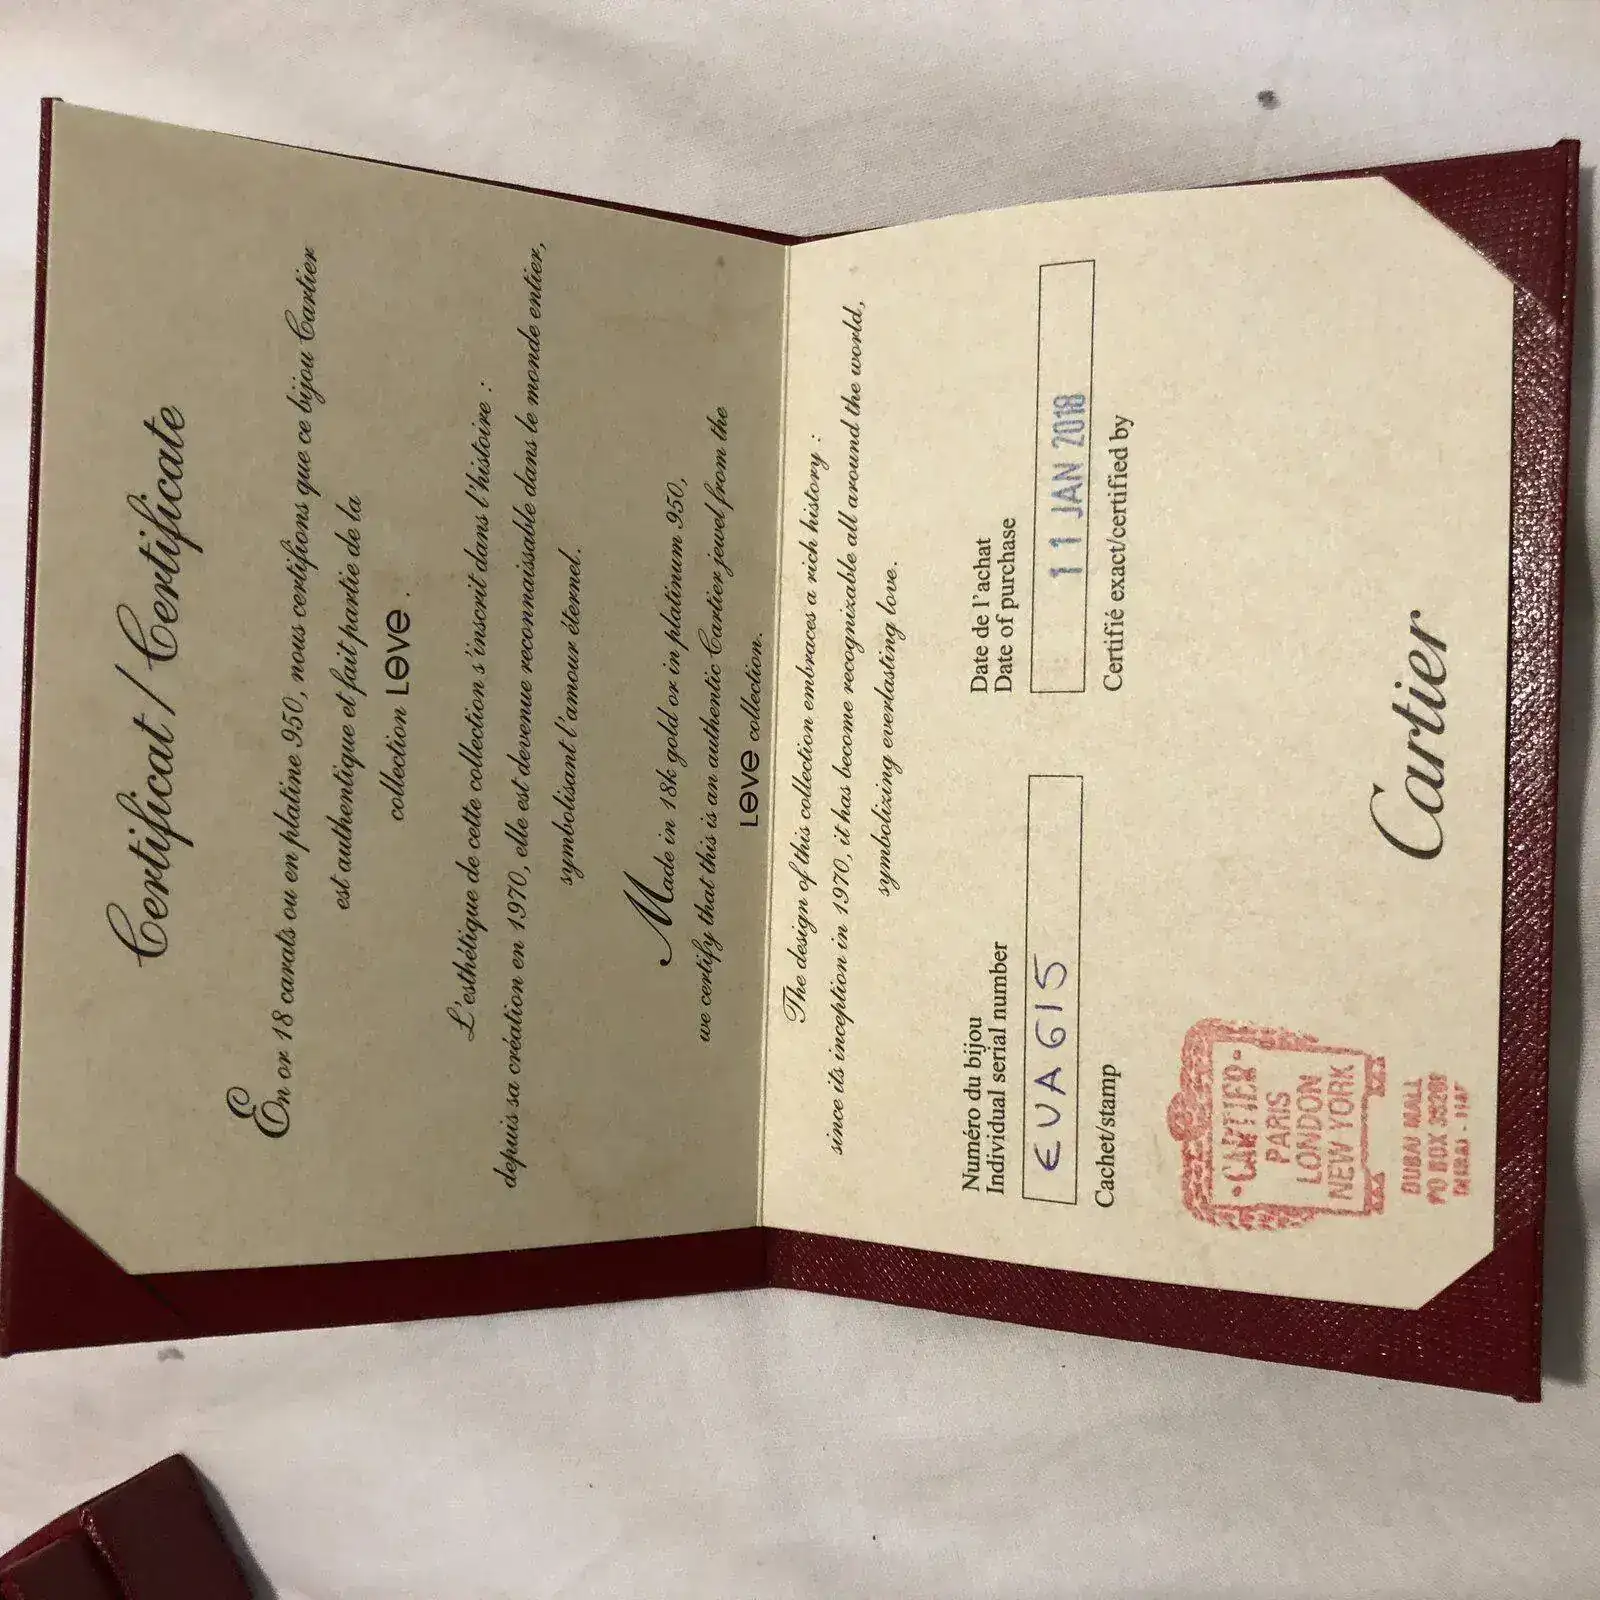 Certificat / Certificate
En or 18 carats ou en platine 950, nous certifions que ce bijou Cartier
est authentique et fait partie de la
collection LOVE.
L'esthétique de cette collection s'inscrit dans l'histoire :
depuis sa création en 1970, elle est devenue reconnaissable dans le monde entier,
symbolisant l'amour éternel.
Made in 18k gold or in platinum 950,
we certify that this is an authentic Cartier jewel from the
LOVE collection.
The design of this collection embraces a rich history :
since its inception in 1970, it has become recognizable all around the world,
symbolizing everlasting love.
Numéro du bijou
Individual serial number
EVA615
Date de l'achat
Date of purchase
11 JAN 2018
Cachet/stamp
Certifié exact/certified by
CARTIER
PARIS
LONDON
NEW YORK
DUBAI MALL
PO BOX
DUBAI
Cartier